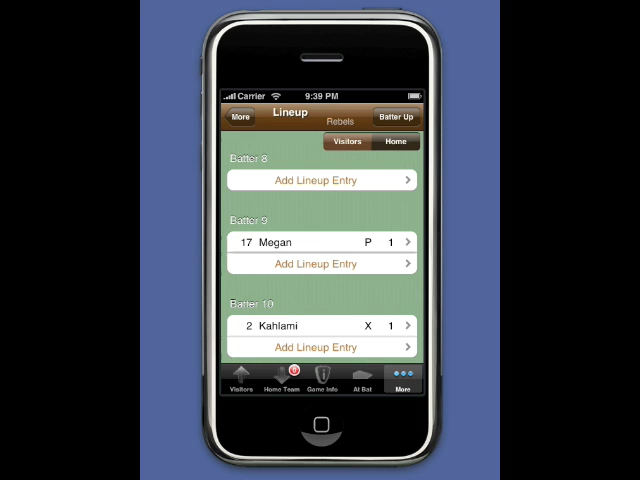 Carrier 9:39 PM
More Lineup Rebels Batter Up
Visitors Home
Batter 8
Add Lineup Entry
Batter 9
17 Megan P 1
Add Lineup Entry
Batter 10
2 Kahlami X 1
Add Lineup Entry
Visitors Home Team Game Info At Bat More